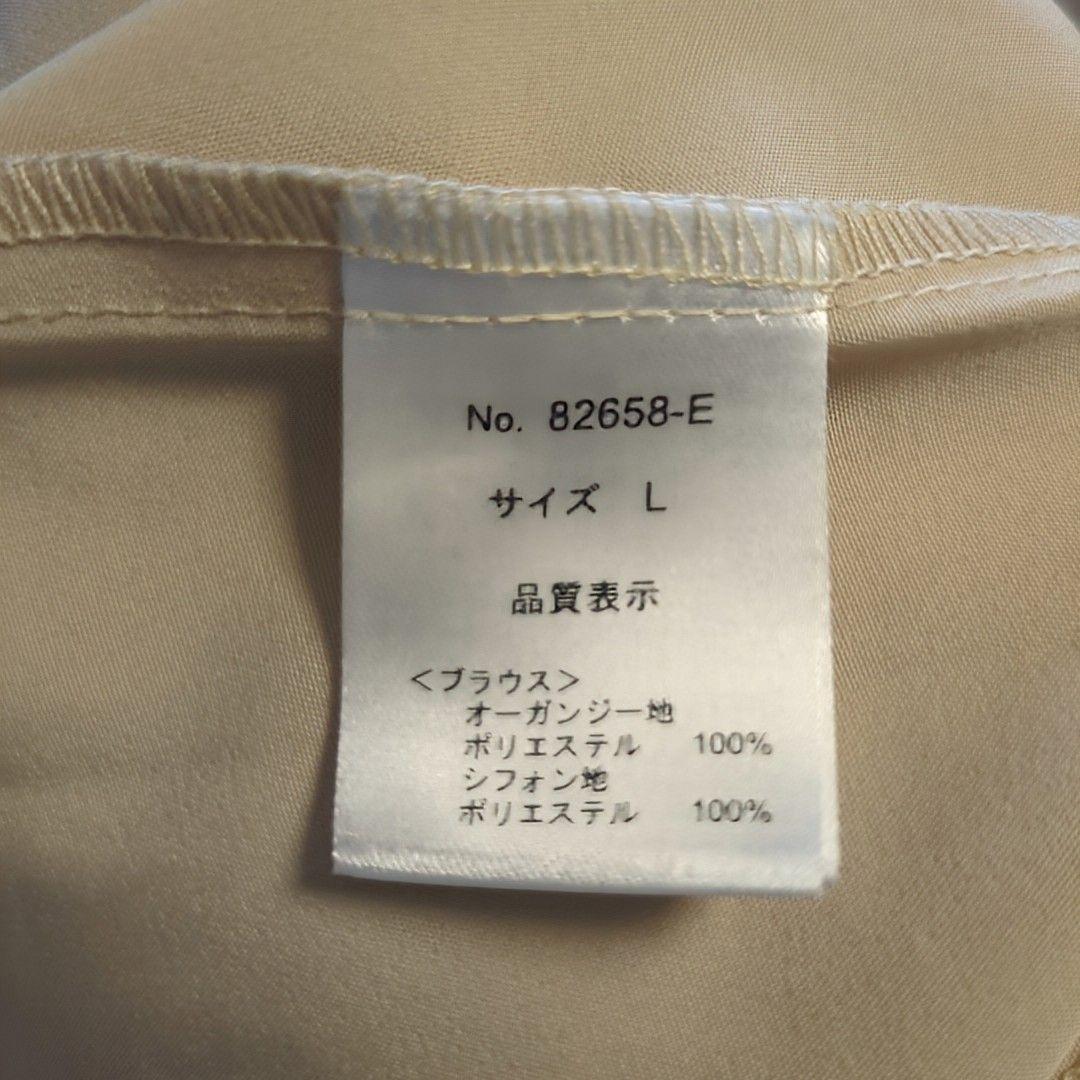 No. 82658-E
サイズ L
品質表示
＜ブラウス＞
オーガンジー地
ポリエステル 100%
シフォン地
ポリエステル 100%